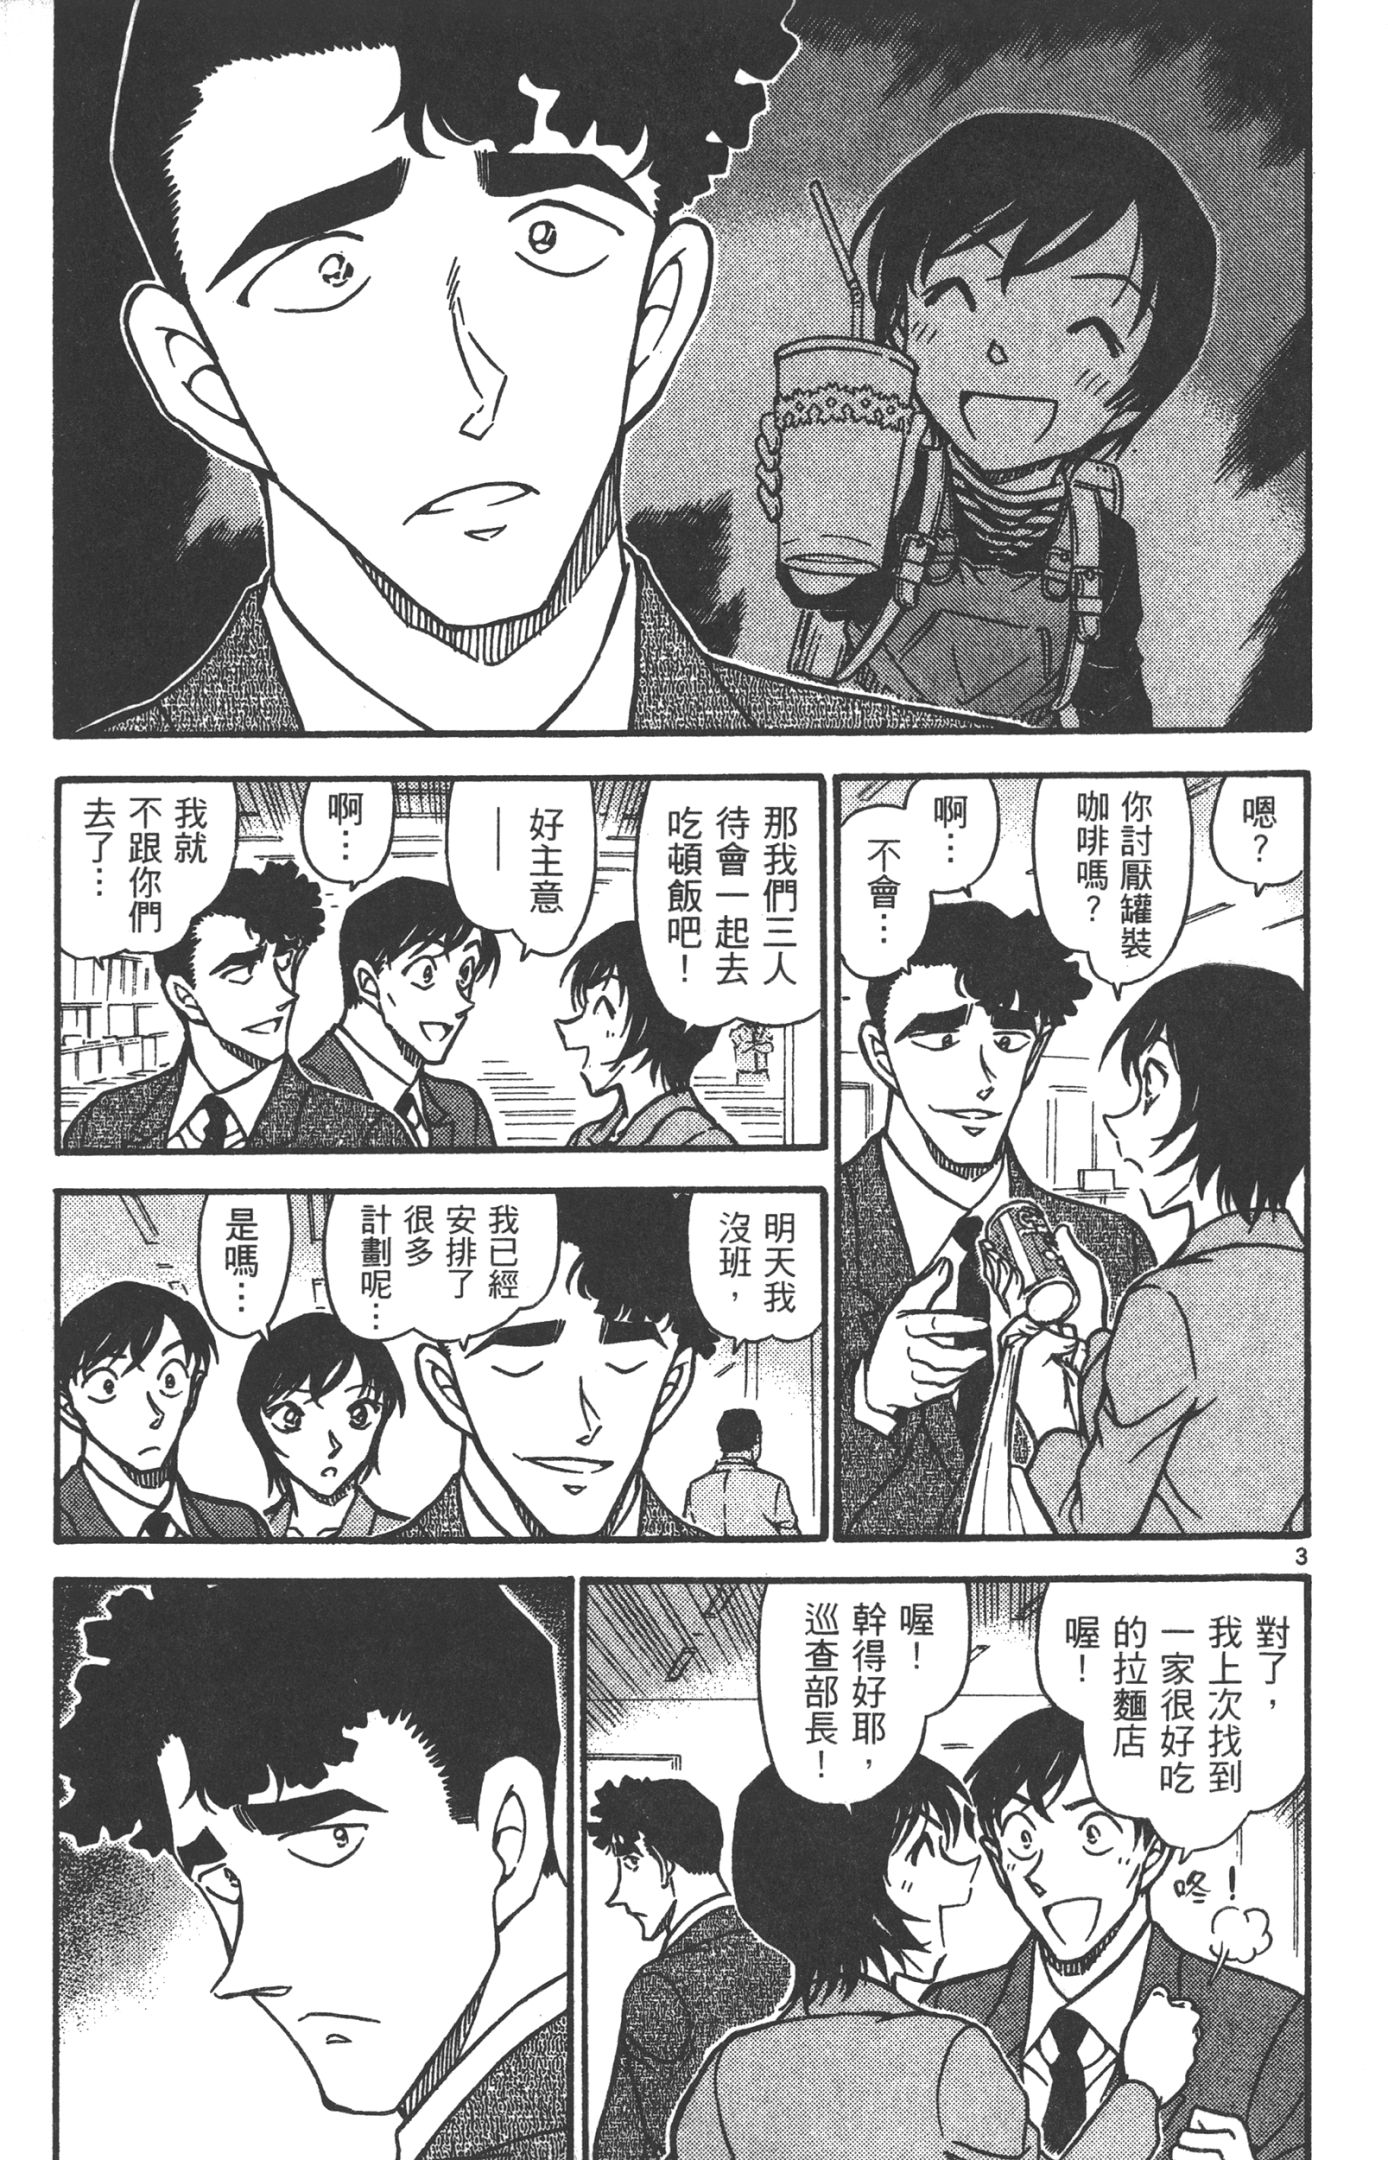 嗯？
你討厭罐裝
咖啡嗎？
啊…
不會…
那我們三人
待會一起去
吃頓飯吧！
好主意
——
啊…
我就
不跟你們
去了…
明天我
沒班，
我已經
安排了
很多
計劃呢…
是嗎…
3
對了，
我上次找到
一家很好吃
的拉麵店
喔！
喔！
幹得好耶，
巡查部長！
咚！